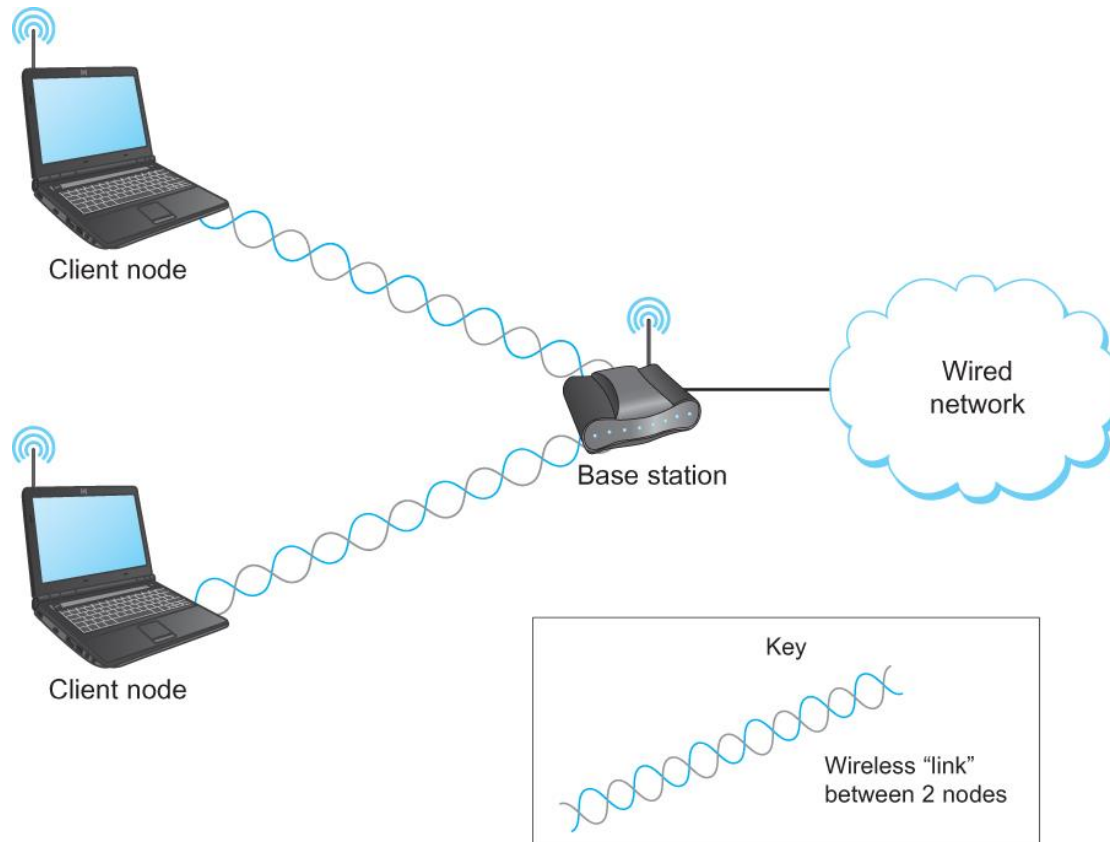 Client node
Wired
network
Base station
Client node
Key
Wireless “link”
between 2 nodes